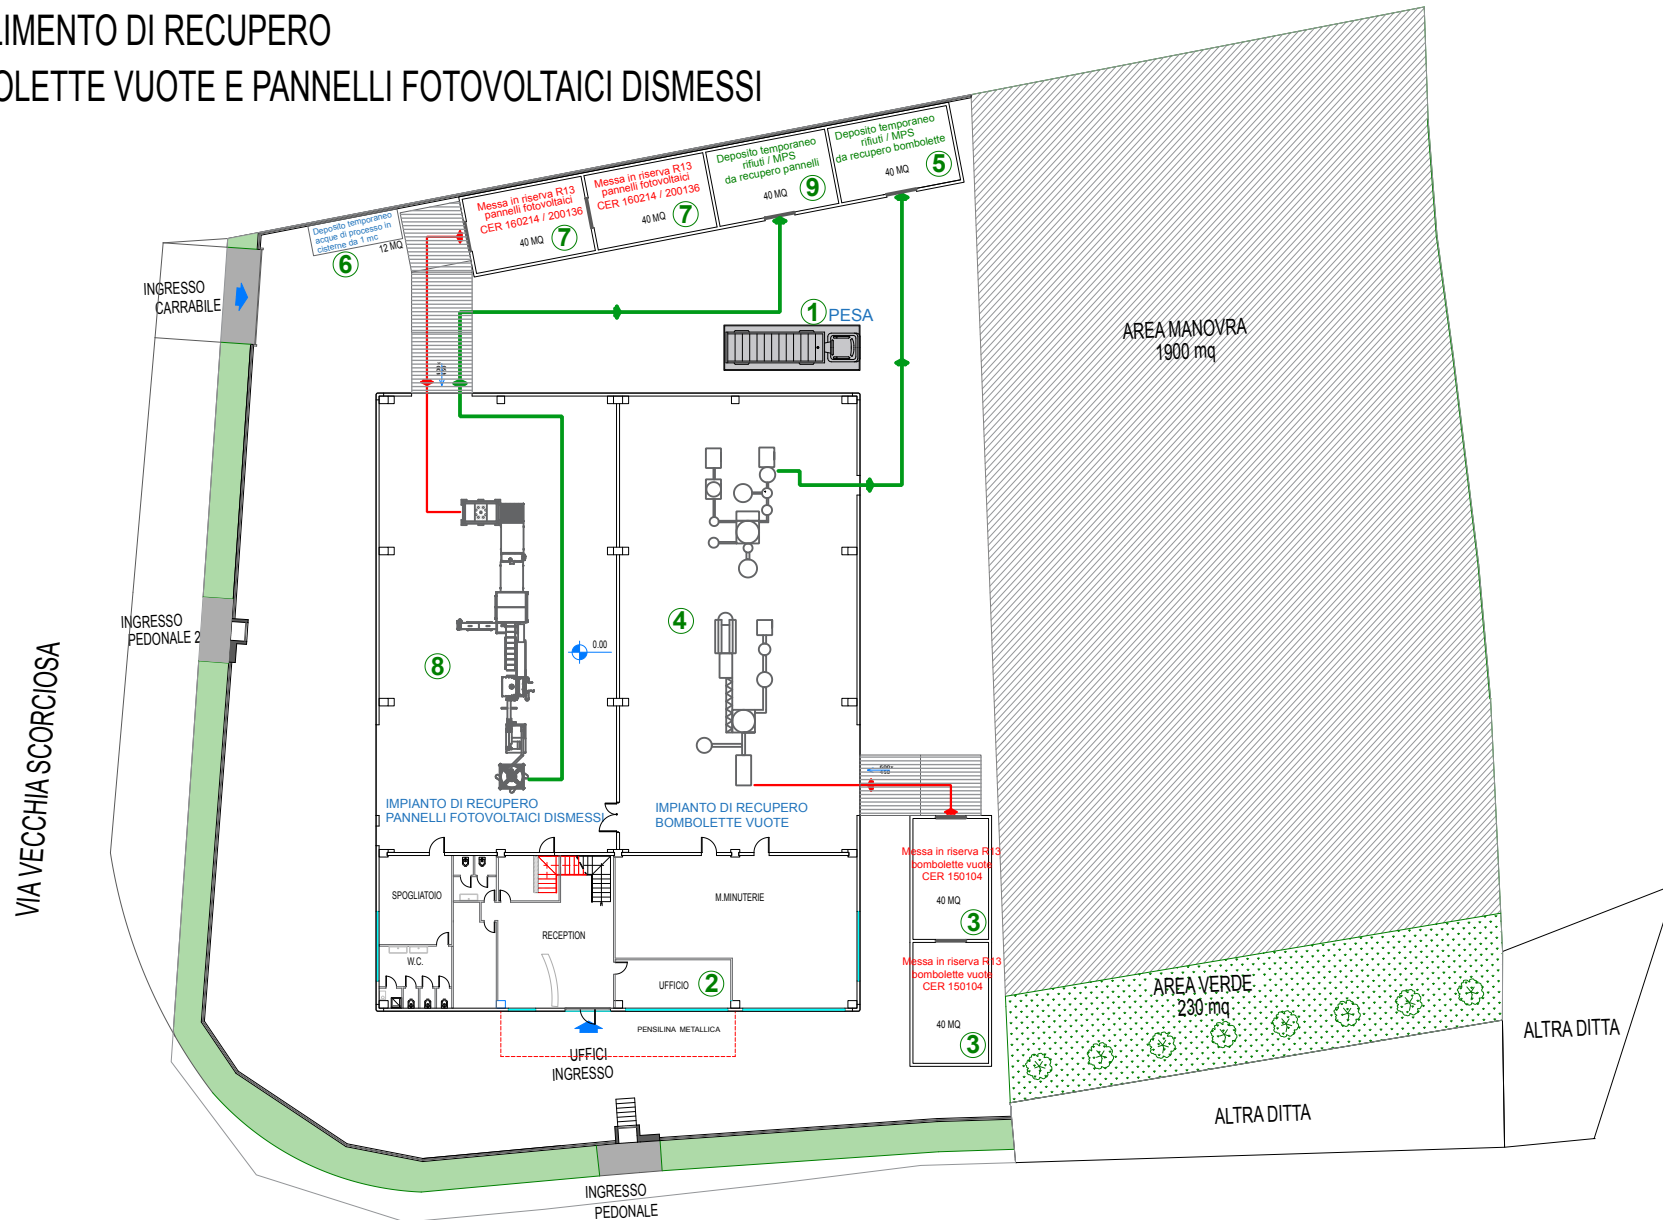 LIMENTO DI RECUPERO
OLETTE VUOTE E PANNELLI FOTOVOLTAICI DISMESSI
Deposito temporaneo
rifiuti / MPS
da recupero bombolette
40 MQ
5
Deposito temporaneo
rifiuti / MPS
da recupero pannelli
40 MQ
9
Messa in riserva R13
pannelli fotovoltaici
CER 160214 / 200136
40 MQ
7
Messa in riserva R13
pannelli fotovoltaici
CER 160214 / 200136
40 MQ
7
Deposito temporaneo
acque di processo in
cisterne da 1 mc
12 MQ
6
INGRESSO
CARRABILE
1 PESA
AREA MANOVRA
1900 mq
INGRESSO
PEDONALE 2
VIA VECCHIA SCORCIOSA
4
8
0.00
IMPIANTO DI RECUPERO
PANNELLI FOTOVOLTAICI DISMESSI
IMPIANTO DI RECUPERO
BOMBOLETTE VUOTE
Messa in riserva R13
bombolette vuote
CER 150104
40 MQ
3
Messa in riserva R13
bombolette vuote
CER 150104
40 MQ
3
SPOGLIATOIO
M.MINUTERIE
RECEPTION
W.C.
UFFICIO
2
PENSILINA METALLICA
UFFICI
INGRESSO
AREA VERDE
230 mq
ALTRA DITTA
ALTRA DITTA
INGRESSO
PEDONALE